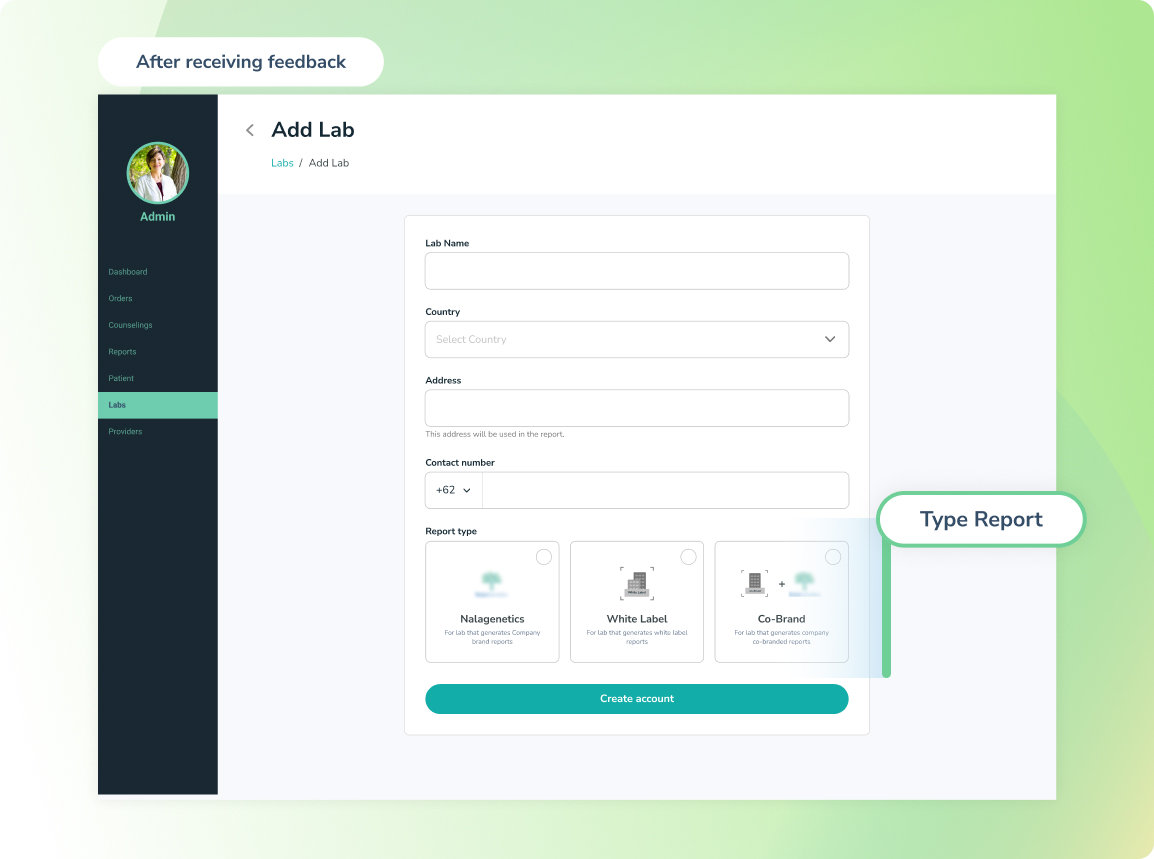 After receiving feedback
Add Lab
Labs / Add Lab
Admin
Dashboard
Orders
Counselings
Reports
Patient
Labs
Providers
Lab Name
Country
Select Country
Address
This address will be used in the report.
Contact number
+62
Type Report
Report type
White Label
+
Nalagenetics
For lab that generates Company
brand reports
White Label
For lab that generates white label
reports
Co-Brand
For lab that generates company
co-branded reports
Create account